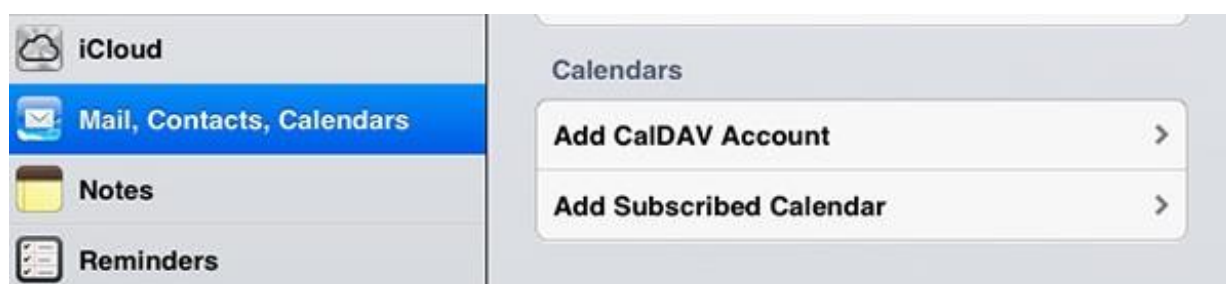 iCloud
Mail, Contacts, Calendars
Notes
Reminders
Calendars
Add CalDAV Account
Add Subscribed Calendar